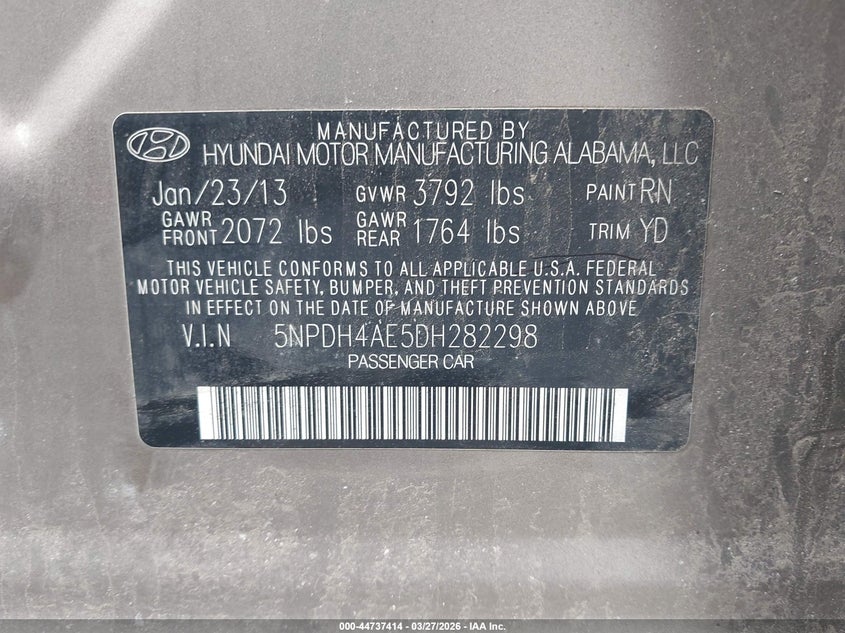 MANUFACTURED BY
HYUNDAI MOTOR MANUFACTURING ALABAMA, LLC
Jan/23/13 GVWR 3792 lbs PAINT RN
GAWR FRONT 2072 lbs GAWR REAR 1764 lbs TRIM YD
THIS VEHICLE CONFORMS TO ALL APPLICABLE U.S.A. FEDERAL
MOTOR VEHICLE SAFETY, BUMPER, AND THEFT PREVENTION STANDARDS
IN EFFECT ON THE DATE OF MANUFACTURE SHOWN ABOVE
V.I.N 5NPDH4AE5DH282298
PASSENGER CAR
000-44737414 - 03/27/2026 - IAA Inc.